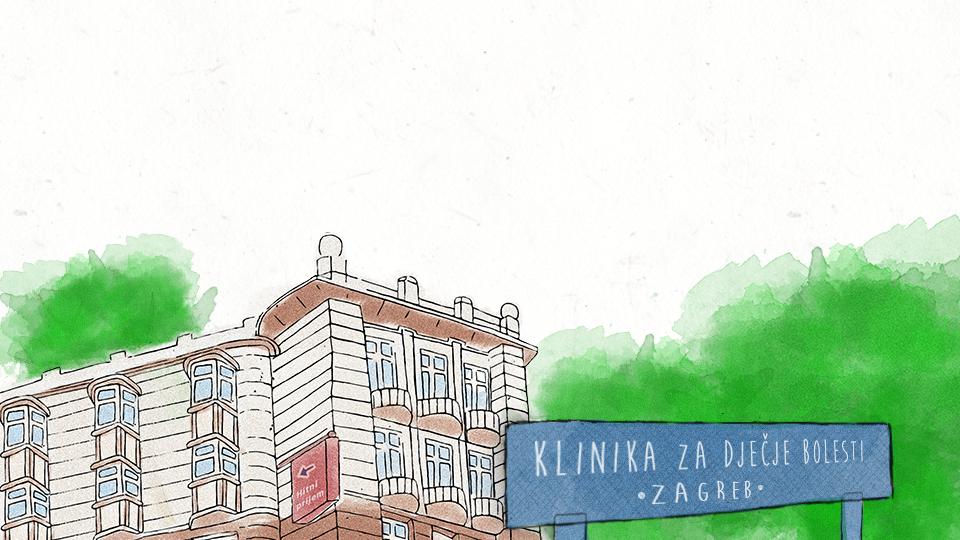 KLINIKA ZA DJEČJE BOLESTI
•ZAGREB•
Hitni
prijem